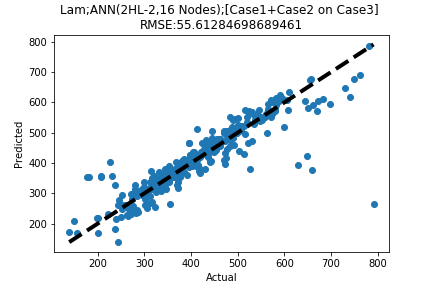 Lam;ANN(2HL-2,16 Nodes);[Case1+Case2 on Case3]
RMSE:55.61284698689461
800
700
600
500
400
300
200
Predicted
200 300 400 500 600 700 800
Actual